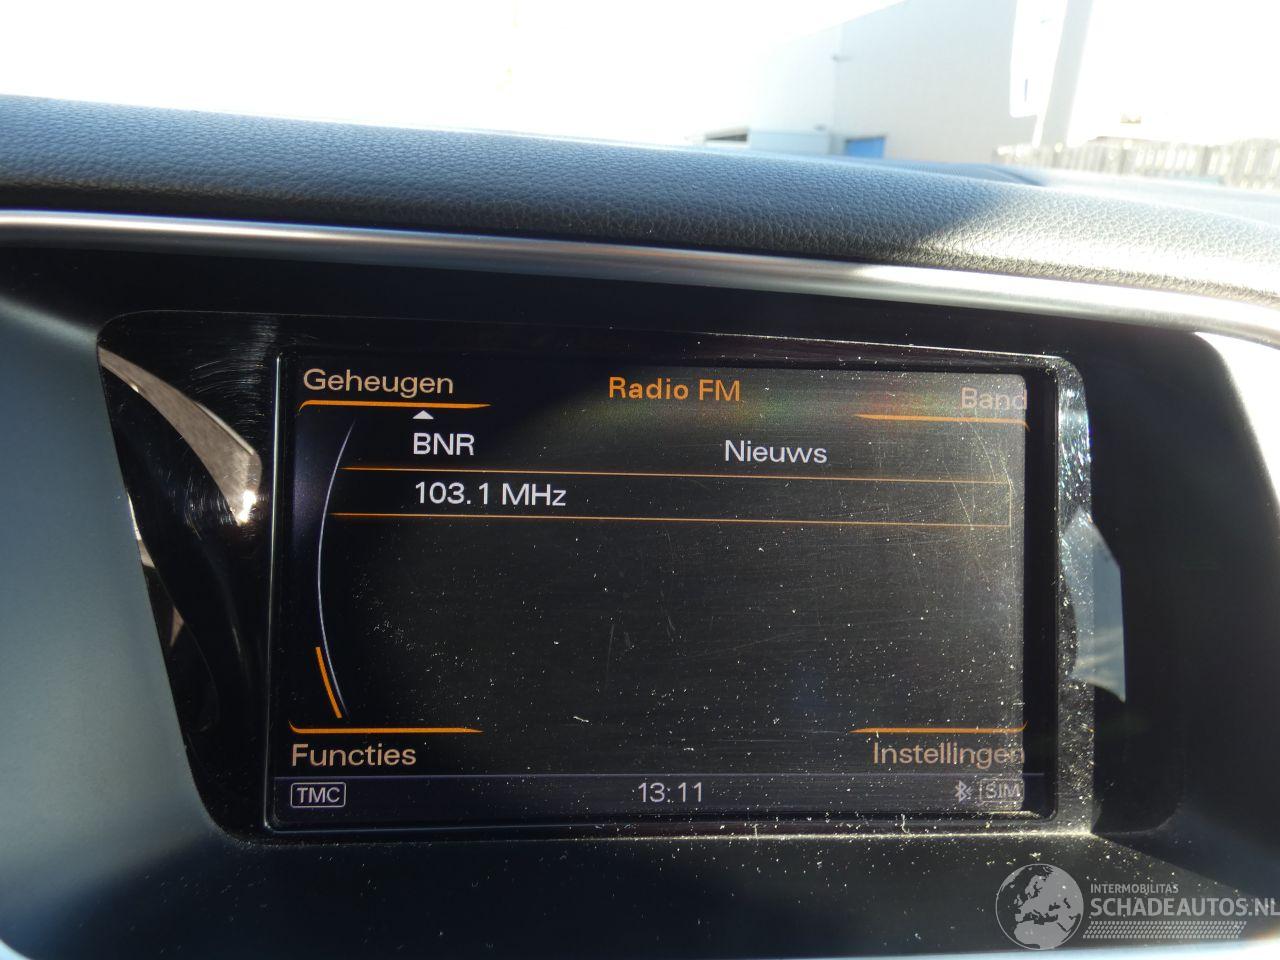 Geheugen Radio FM Band
BNR Nieuws
103.1 MHz
Functies Instellingen
TMC 13:11 SIM
INTERMOBILITAS
SCHADEAUTOS.NL